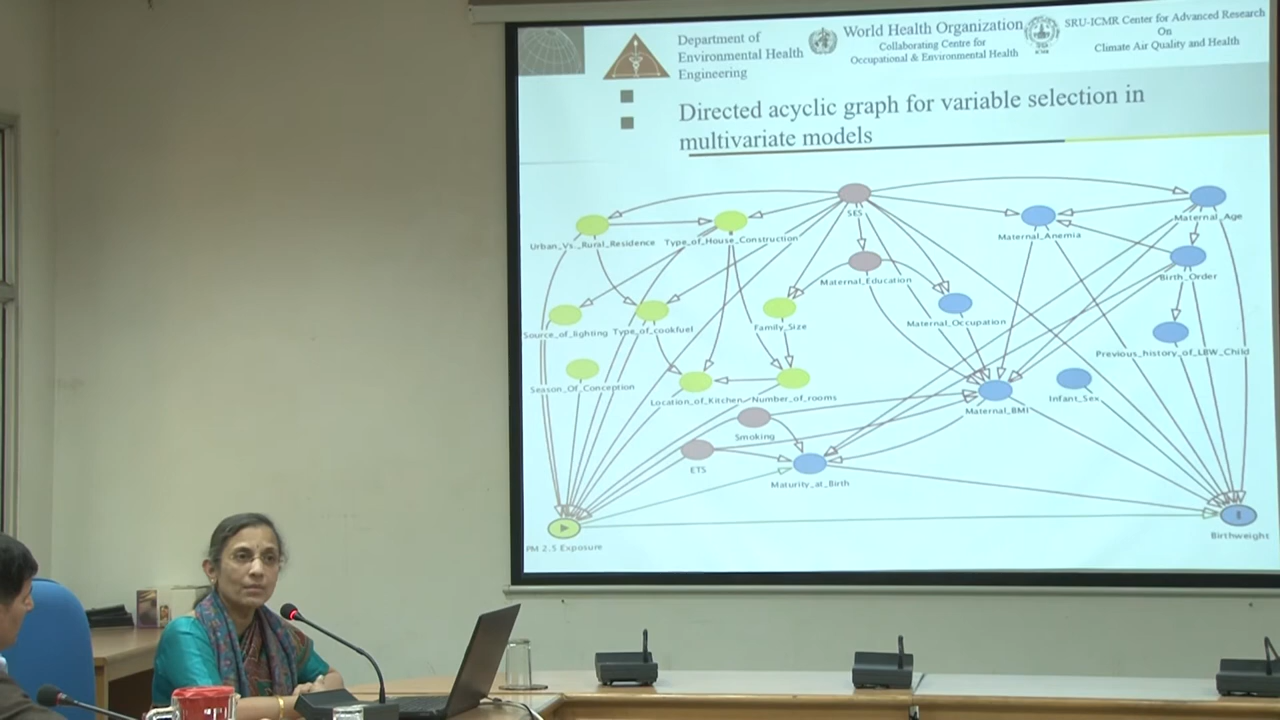 Department of
Environmental Health
Engineering
World Health Organization
Collaborating Centre for
Occupational & Environmental Health
SRU-ICMR Center for Advanced Research
On
Climate Air Quality and Health
Directed acyclic graph for variable selection in
multivariate models
SES
Maternal_Age
Urban_Vs._Rural_Residence
Type_of_House_Construction
Maternal_Anemia
Maternal_Education
Birth_Order
Source_of_lighting
Type_of_cookfuel
Family_Size
Maternal_Occupation
Previous_history_of_LBW_Child
Season_Of_Conception
Location_of_Kitchen
Number_of_rooms
Maternal_BMI
Infant_Sex
Smoking
ETS
Maturity_at_Birth
PM 2.5 Exposure
Birthweight